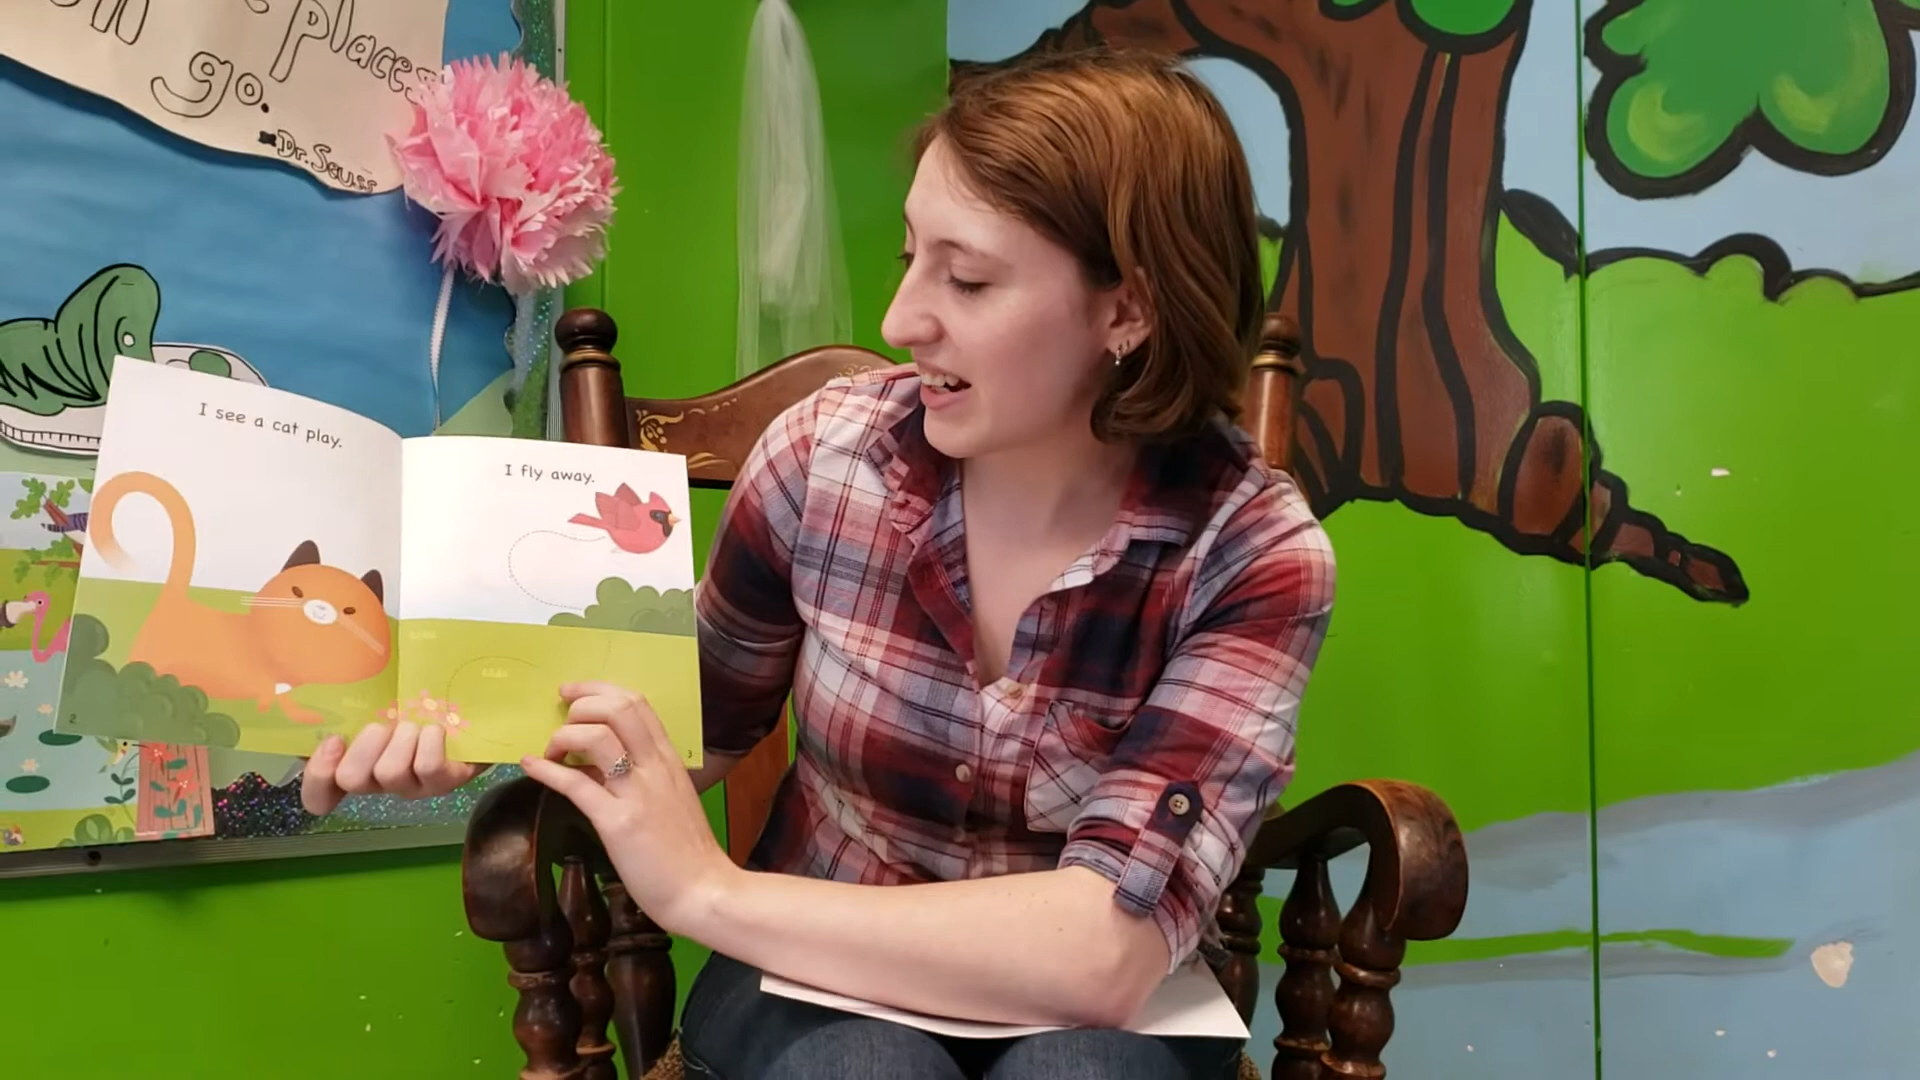 places
go.
-Dr. Seuss
I see a cat play.
I fly away.
2
3